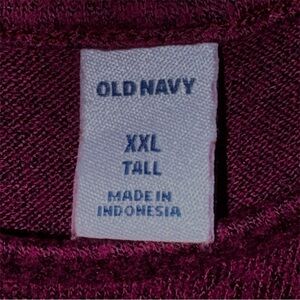 OLD NAVY
XXL
TALL
MADE IN
INDONESIA